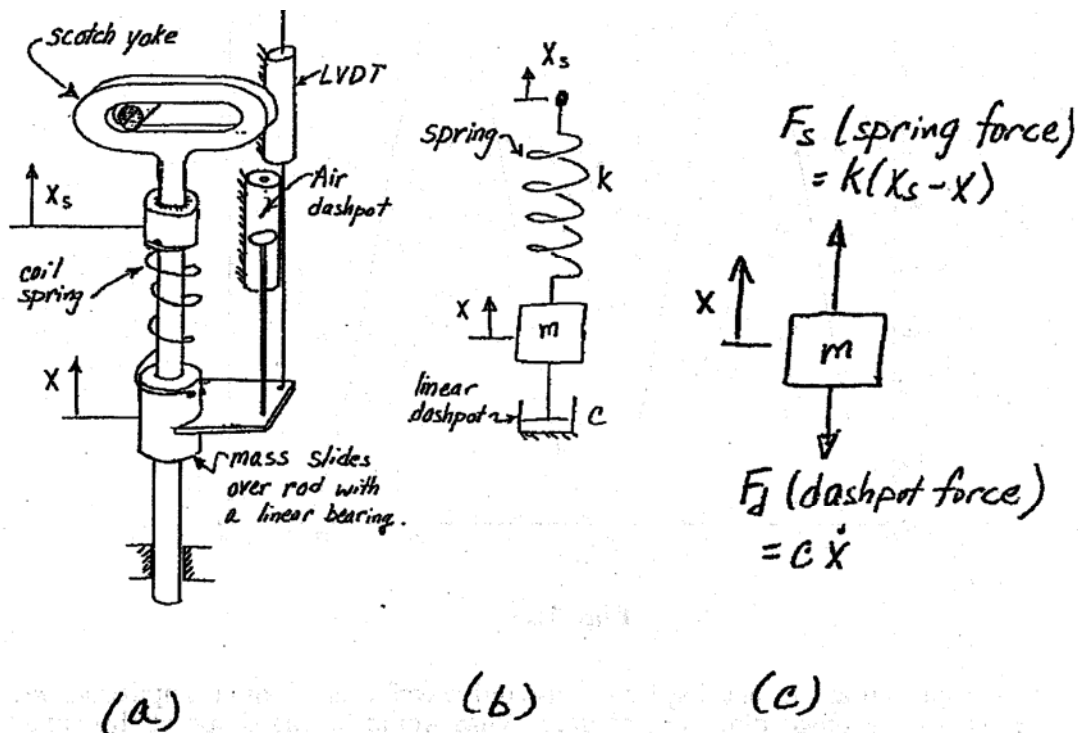 scotch yoke
LVDT
Air
dashpot
Xs
coil
spring
X
mass slides
over rod with
a linear bearing.
(a)
Xs
spring
K
X
m
linear
dashpot
C
(b)
Fs (spring force)
= k(Xs-X)
X
m
Fd (dashpot force)
= cẋ
(c)